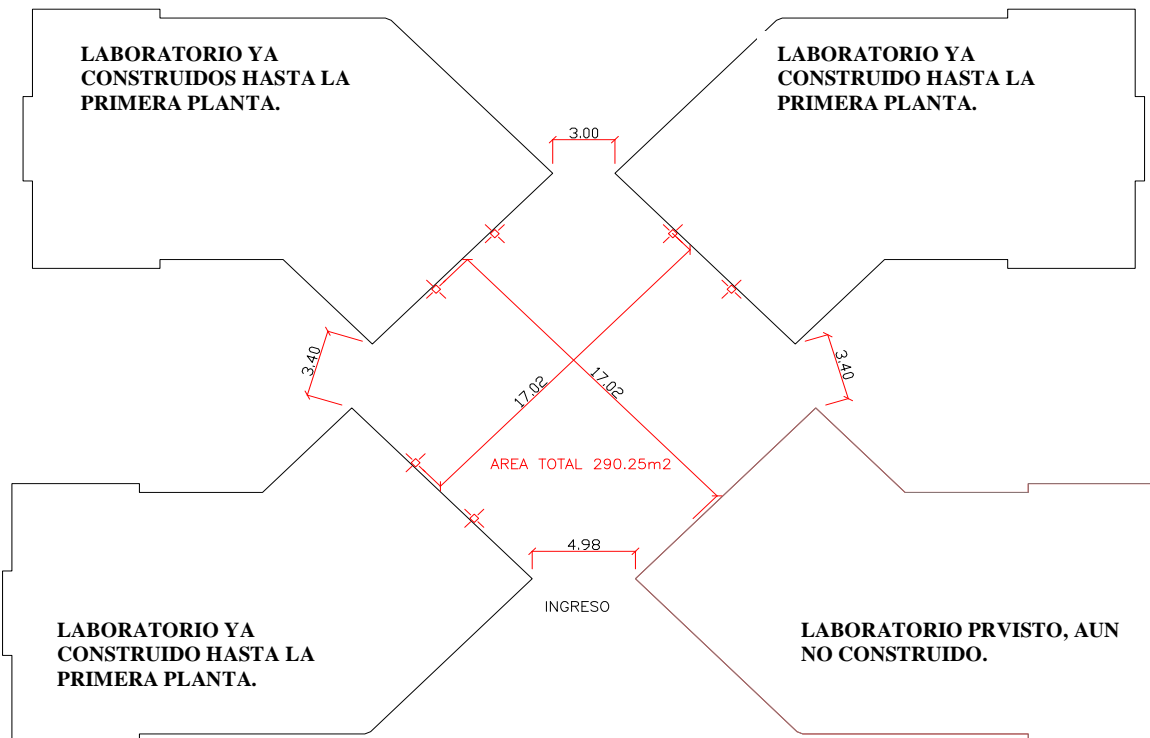 LABORATORIO YA
CONSTRUIDOS HASTA LA
PRIMERA PLANTA.
LABORATORIO YA
CONSTRUIDO HASTA LA
PRIMERA PLANTA.
3.00
3.40
3.40
17.02
17.02
AREA TOTAL 290.25m2
4.98
INGRESO
LABORATORIO YA
CONSTRUIDO HASTA LA
PRIMERA PLANTA.
LABORATORIO PRVISTO, AUN
NO CONSTRUIDO.